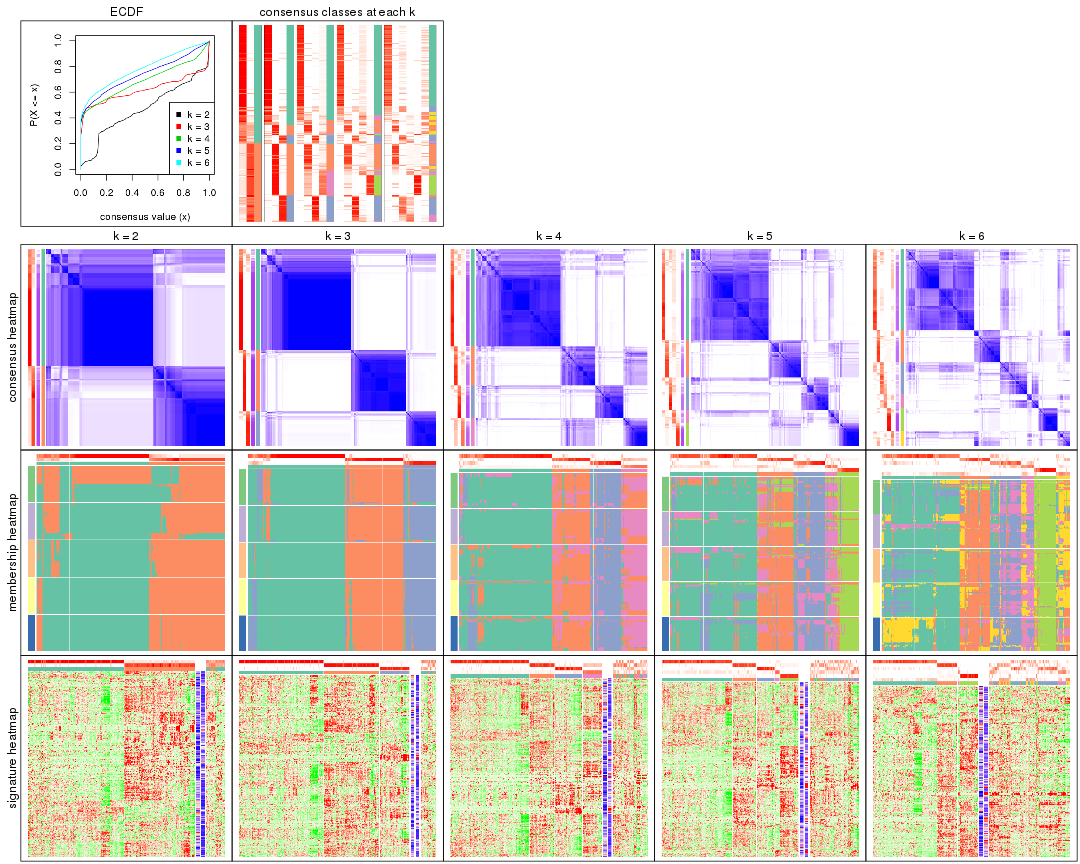 ECDF
consensus classes at each k
P(X <= x)
0.0 0.2 0.4 0.6 0.8 1.0
k = 2
k = 3
k = 4
k = 5
k = 6
0.0 0.2 0.4 0.6 0.8 1.0
consensus value (x)
k = 2 k = 3 k = 4 k = 5 k = 6
consensus heatmap
membership heatmap
signature heatmap